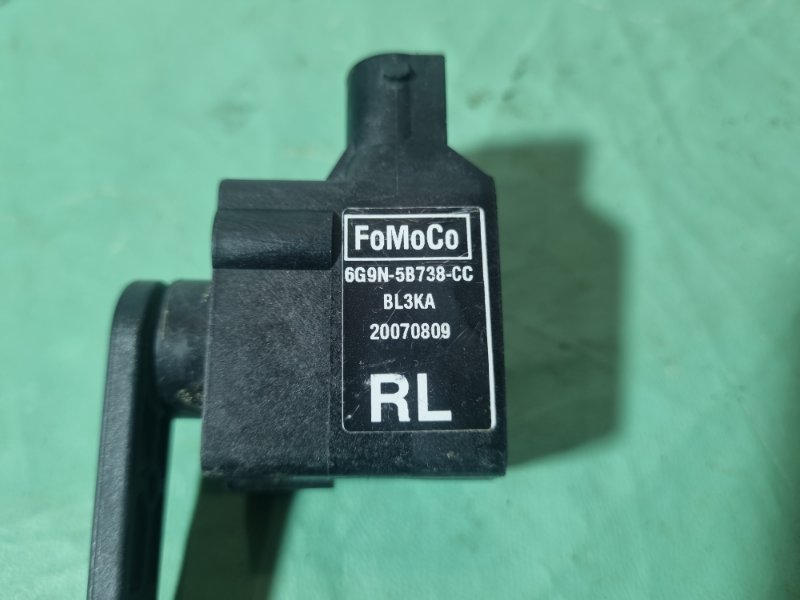 FoMoCo
6G9N-5B738-CC
BL3KA
20070809
RL